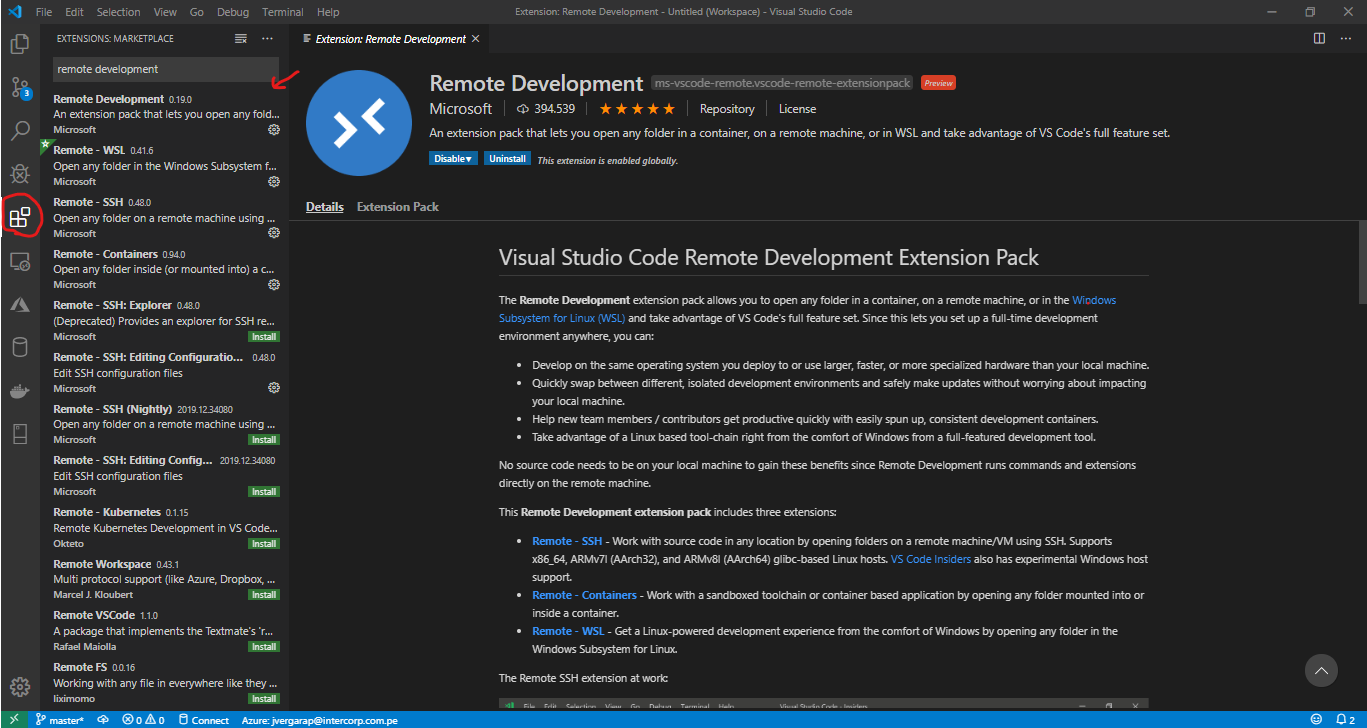 File Edit Selection View Go Debug Terminal Help
Extension: Remote Development - Untitled (Workspace) - Visual Studio Code
EXTENSIONS: MARKETPLACE
remote development
Remote Development 0.19.0
An extension pack that lets you open any fold...
Microsoft
Remote - WSL 0.41.6
Open any folder in the Windows Subsystem f...
Microsoft
Remote - SSH 0.48.0
Open any folder on a remote machine using ...
Microsoft
Remote - Containers 0.94.0
Open any folder inside (or mounted into) a c...
Microsoft
Remote - SSH: Explorer 0.48.0
(Deprecated) Provides an explorer for SSH re...
Microsoft Install
Remote - SSH: Editing Configuratio... 0.48.0
Edit SSH configuration files
Microsoft
Remote - SSH (Nightly) 2019.12.34080
Open any folder on a remote machine using ...
Microsoft Install
Remote - SSH: Editing Config... 2019.12.34080
Edit SSH configuration files
Microsoft Install
Remote - Kubernetes 0.1.15
Remote Kubernetes Development in VS Code...
Okteto Install
Remote Workspace 0.43.1
Multi protocol support (like Azure, Dropbox, ...
Marcel J. Kloubert Install
Remote VSCode 1.1.0
A package that implements the Textmate's 'r...
Rafael Maiolla Install
Remote FS 0.0.16
Working with any file in everywhere like they ...
liximomo Install
3
Extension: Remote Development
Remote Development ms-vscode-remote.vscode-remote-extensionpack Preview
Microsoft 394.539 Repository License
An extension pack that lets you open any folder in a container, on a remote machine, or in WSL and take advantage of VS Code's full feature set.
Disable Uninstall This extension is enabled globally.
Details Extension Pack
Visual Studio Code Remote Development Extension Pack
The Remote Development extension pack allows you to open any folder in a container, on a remote machine, or in the Windows
Subsystem for Linux (WSL) and take advantage of VS Code's full feature set. Since this lets you set up a full-time development
environment anywhere, you can:
• Develop on the same operating system you deploy to or use larger, faster, or more specialized hardware than your local machine.
• Quickly swap between different, isolated development environments and safely make updates without worrying about impacting
your local machine.
• Help new team members / contributors get productive quickly with easily spun up, consistent development containers.
• Take advantage of a Linux based tool-chain right from the comfort of Windows from a full-featured development tool.
No source code needs to be on your local machine to gain these benefits since Remote Development runs commands and extensions
directly on the remote machine.
This Remote Development extension pack includes three extensions:
• Remote - SSH - Work with source code in any location by opening folders on a remote machine/VM using SSH. Supports
x86_64, ARMv7l (AArch32), and ARMv8l (AArch64) glibc-based Linux hosts. VS Code Insiders also has experimental Windows host
support.
• Remote - Containers - Work with a sandboxed toolchain or container based application by opening any folder mounted into or
inside a container.
• Remote - WSL - Get a Linux-powered development experience from the comfort of Windows by opening any folder in the
Windows Subsystem for Linux.
The Remote SSH extension at work:
File Edit Selection View Go Debug Terminal Help Visual Studio Code - Insiders
master* 0 0 Connect Azure: jvergarap@intercorp.com.pe 2